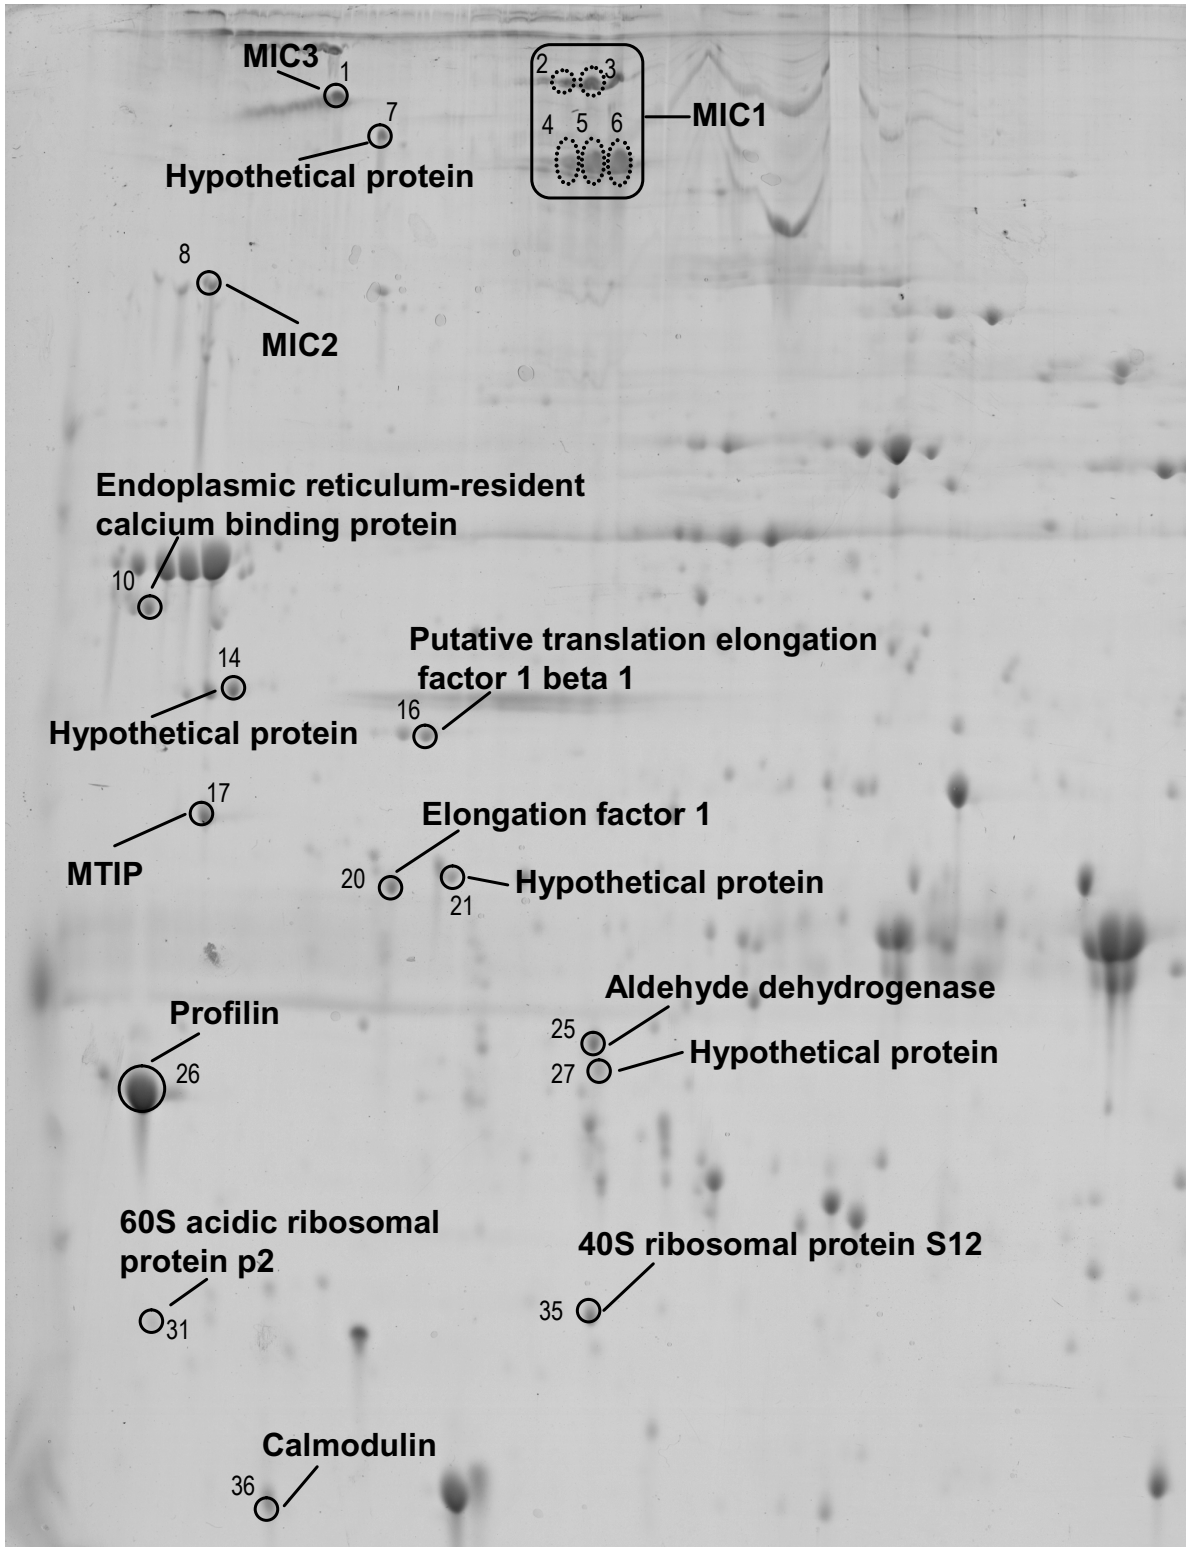 MIC3
1
2
3
7
4
5
6
MIC1
Hypothetical protein
8
MIC2
Endoplasmic reticulum-resident
calcium binding protein
10
Putative translation elongation
factor 1 beta 1
14
16
Hypothetical protein
17
Elongation factor 1
MTIP
20
Hypothetical protein
21
Aldehyde dehydrogenase
Profilin
25
Hypothetical protein
26
27
60S acidic ribosomal
protein p2
40S ribosomal protein S12
31
35
Calmodulin
36